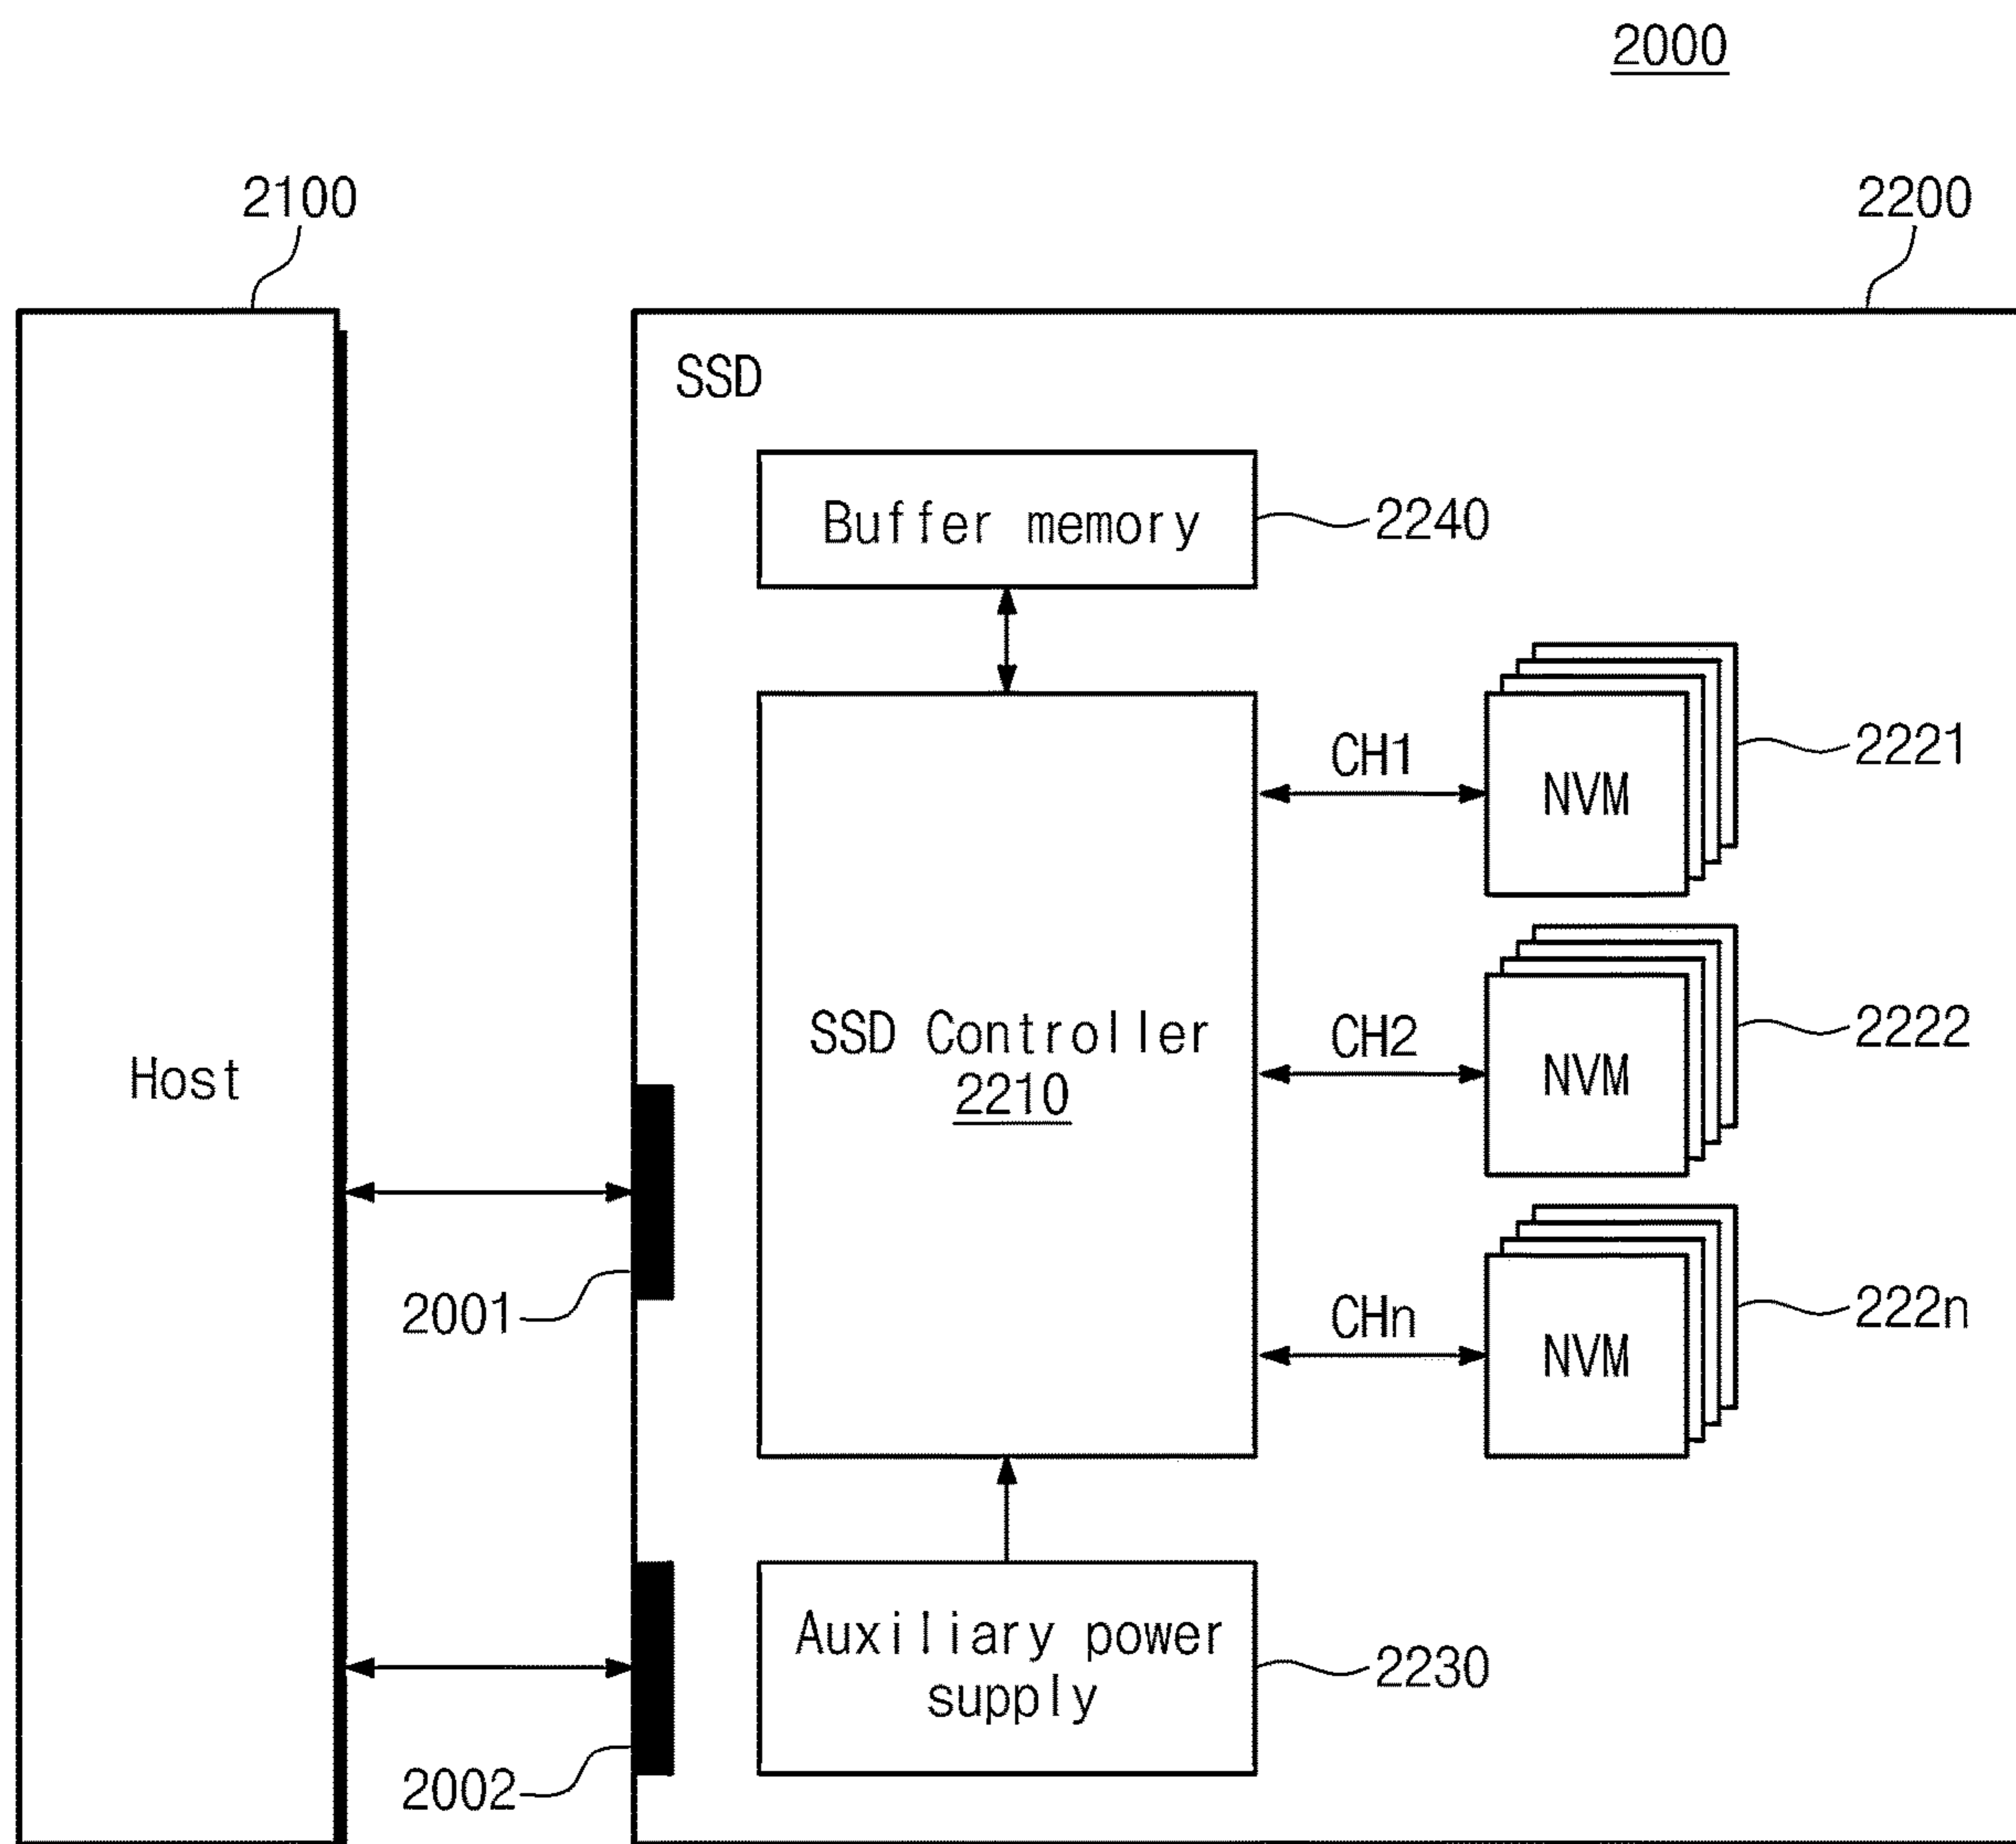 2000
2100
2200
SSD
Buffer memory
2240
CH1
NVM
2221
SSD Controller
2210
CH2
NVM
2222
Host
2001
CHn
NVM
222n
Auxiliary power
supply
2230
2002